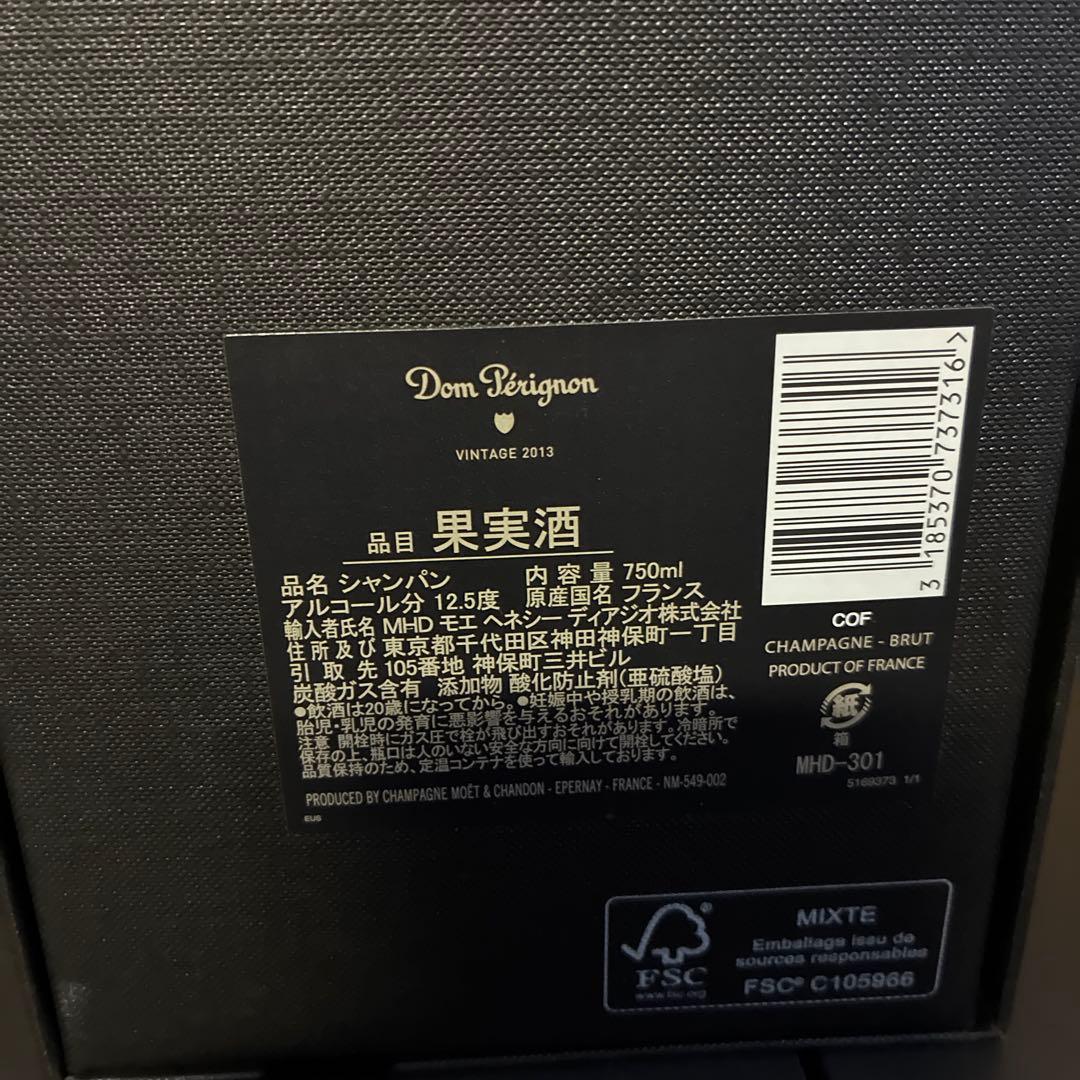 Dom Pérignon
VINTAGE 2013
品目 果実酒
品名 シャンパン 内容量 750ml
アルコール分 12.5度 原産国名 フランス
輸入者氏名 MHD モエ ヘネシー ディアジオ株式会社
住所及び 東京都千代田区神田神保町一丁目
引取先 105番地 神保町三井ビル
炭酸ガス含有 添加物 酸化防止剤(亜硫酸塩)
●飲酒は20歳になってから。●妊娠中や授乳期の飲酒は、
胎児・乳児の発育に悪影響を与えるおそれがあります。
注意 開栓時にガス圧で栓が飛び出すおそれがあります。冷暗所で
保存の上、瓶口は人のいない安全な方向に向けて開栓してください。
品質保持のため、定温コンテナを使って輸入しております。
PRODUCED BY CHAMPAGNE MOËT & CHANDON - EPERNAY - FRANCE - NM-549-002
EUS
3 185370 737316 >
COF
CHAMPAGNE - BRUT
PRODUCT OF FRANCE
紙
箱
MHD-301
5169373 1/1
FSC
www.fsc.org
MIXTE
Emballage issu de
sources responsables
FSC® C105966